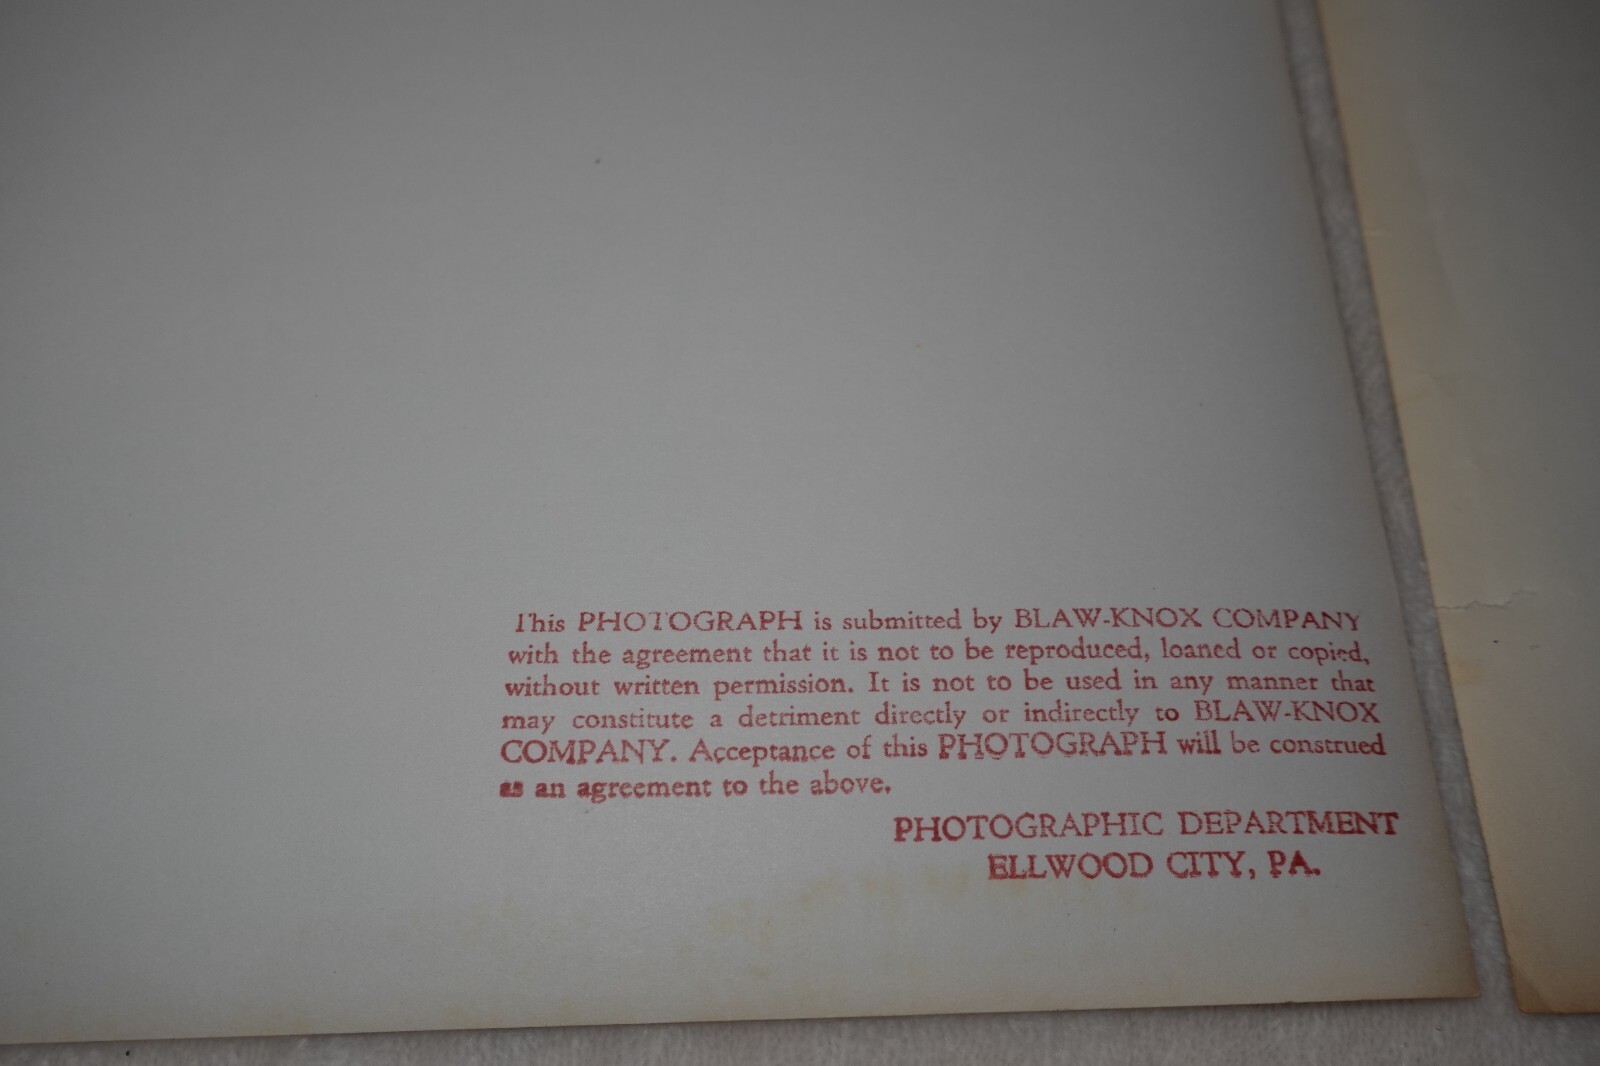 This PHOTOGRAPH is submitted by BLAW-KNOX COMPANY
with the agreement that it is not to be reproduced, loaned or copied,
without written permission. It is not to be used in any manner that
may constitute a detriment directly or indirectly to BLAW-KNOX
COMPANY. Acceptance of this PHOTOGRAPH will be construed
as an agreement to the above.
PHOTOGRAPHIC DEPARTMENT
ELLWOOD CITY, PA.